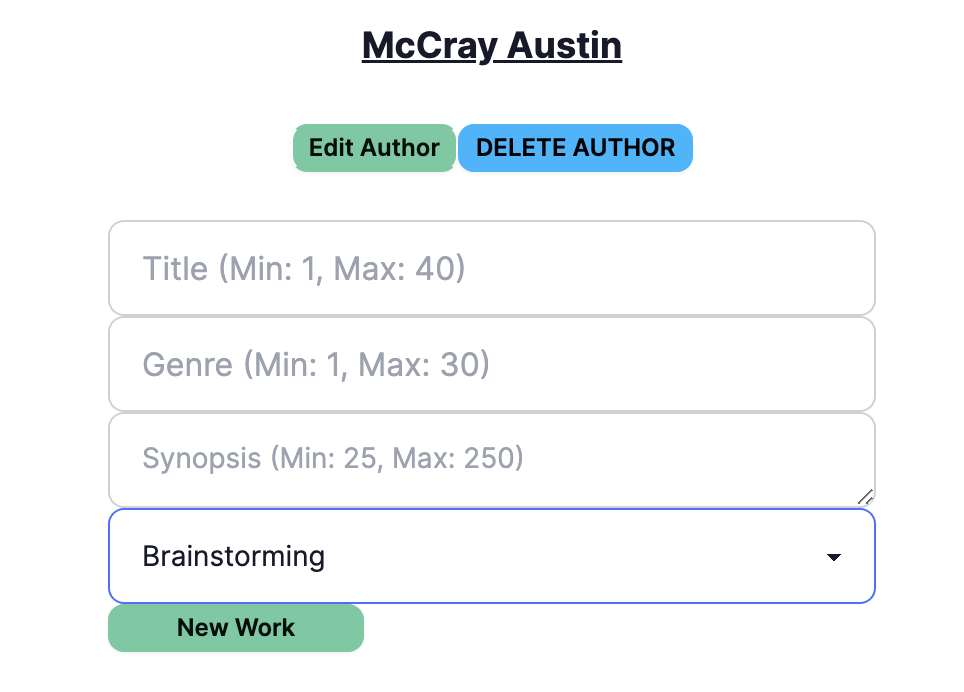 McCray Austin
Edit Author DELETE AUTHOR
Title (Min: 1, Max: 40)
Genre (Min: 1, Max: 30)
Synopsis (Min: 25, Max: 250)
Brainstorming
New Work